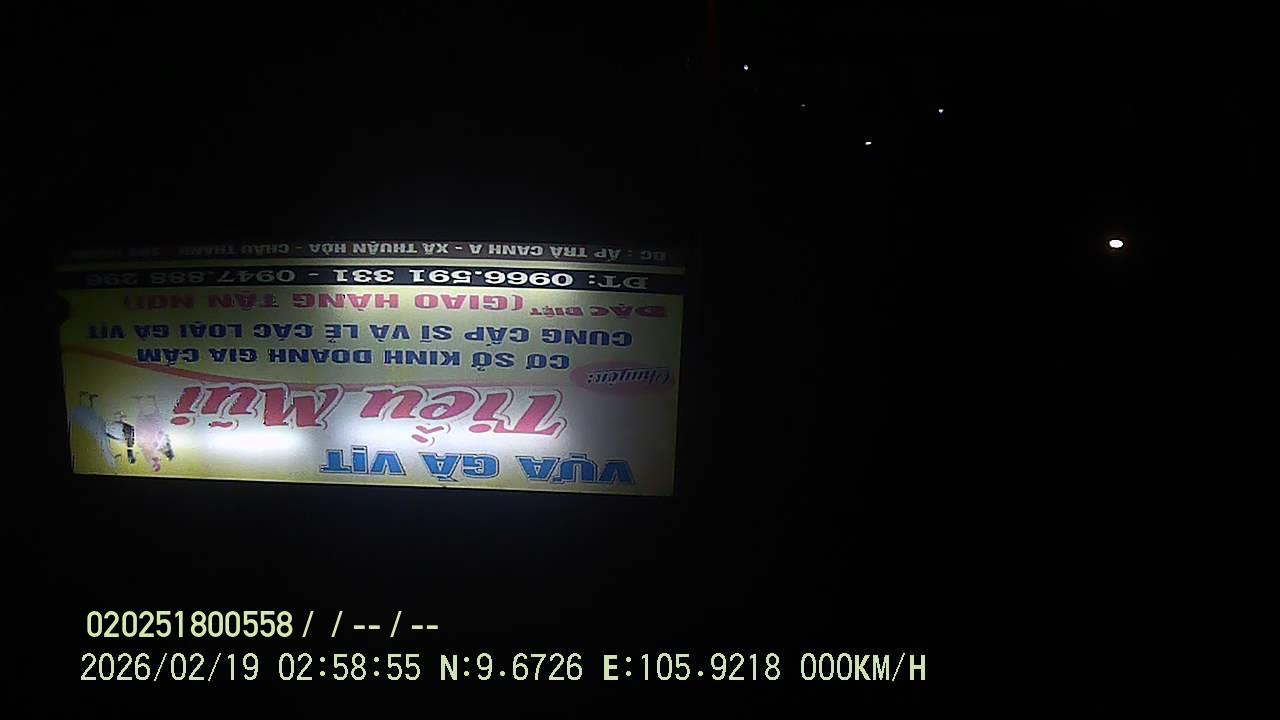 VỰA GÀ VỊT
Tiểu Mũi
Chuyên:
CƠ SỞ KINH DOANH GIA CẦM
CUNG CẤP SĨ VÀ LẺ CÁC LOẠI GÀ VỊT
ĐẶC BIỆT (GIAO HÀNG TẬN NƠI)
ĐT: 0966.591 331 - 0947.888 298
ĐC : ẤP TRÀ CANH A - XÃ THUẬN HÒA - CHÂU THÀNH
020251800558 / / -- / --
2026/02/19 02:58:55 N:9.6726 E:105.9218 000KM/H